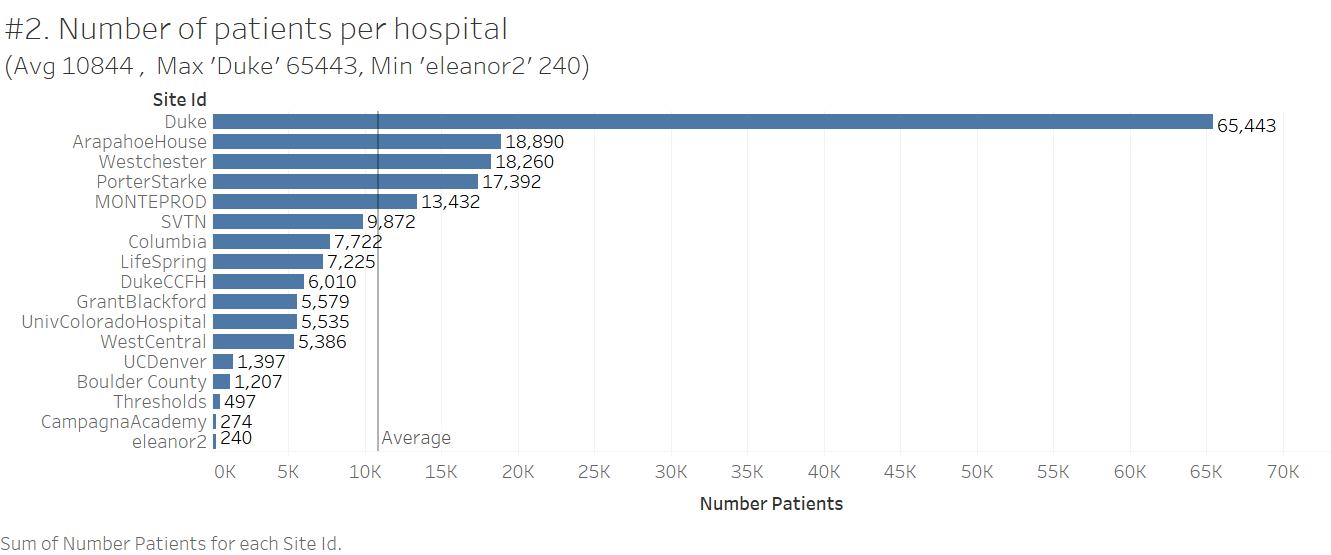 #2. Number of patients per hospital
(Avg 10844 ,  Max 'Duke' 65443, Min 'eleanor2' 240)
Site Id
Duke 65,443
ArapahoeHouse 18,890
Westchester 18,260
PorterStarke 17,392
MONTEPROD 13,432
SVTN 9,872
Columbia 7,722
LifeSpring 7,225
DukeCCFH 6,010
GrantBlackford 5,579
UnivColoradoHospital 5,535
WestCentral 5,386
UCDenver 1,397
Boulder County 1,207
Thresholds 497
CampagnaAcademy 274
eleanor2 240 Average
0K 5K 10K 15K 20K 25K 30K 35K 40K 45K 50K 55K 60K 65K 70K
Number Patients
Sum of Number Patients for each Site Id.